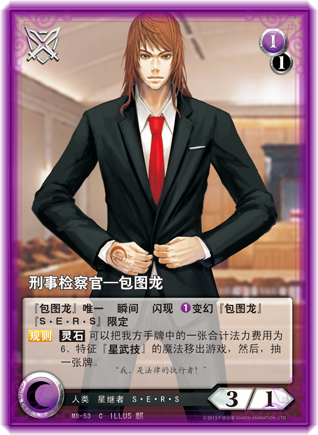 I
1
刑事检察官—包图龙
『包图龙』唯一 瞬间 闪现 1变幻『包图龙』
『S·E·R·S』限定
规则 灵石 可以把我方手牌中的一张合计法力费用为
6、特征『星武技』的魔法移出游戏，然后，抽
一张牌。
“我，是法律的执行者！”
人类 星继者 S·E·R·S
3 / 1
MB-53 C ILLUS 麒